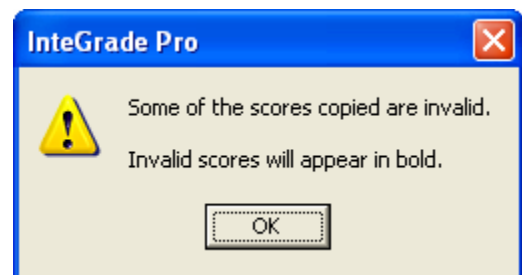 InteGrade Pro
Some of the scores copied are invalid.
Invalid scores will appear in bold.
OK